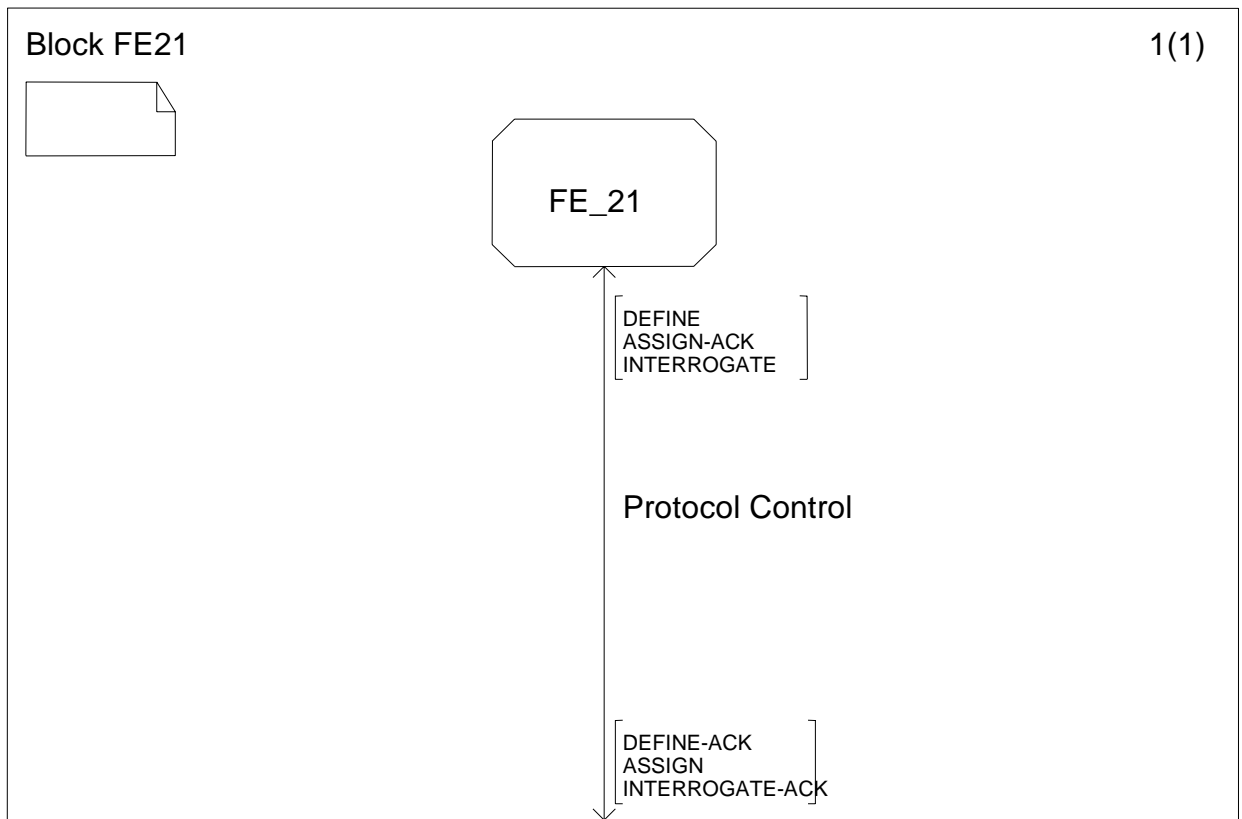 Block FE21
1(1)
FE_21
DEFINE
ASSIGN-ACK
INTERROGATE
Protocol Control
DEFINE-ACK
ASSIGN
INTERROGATE-ACK